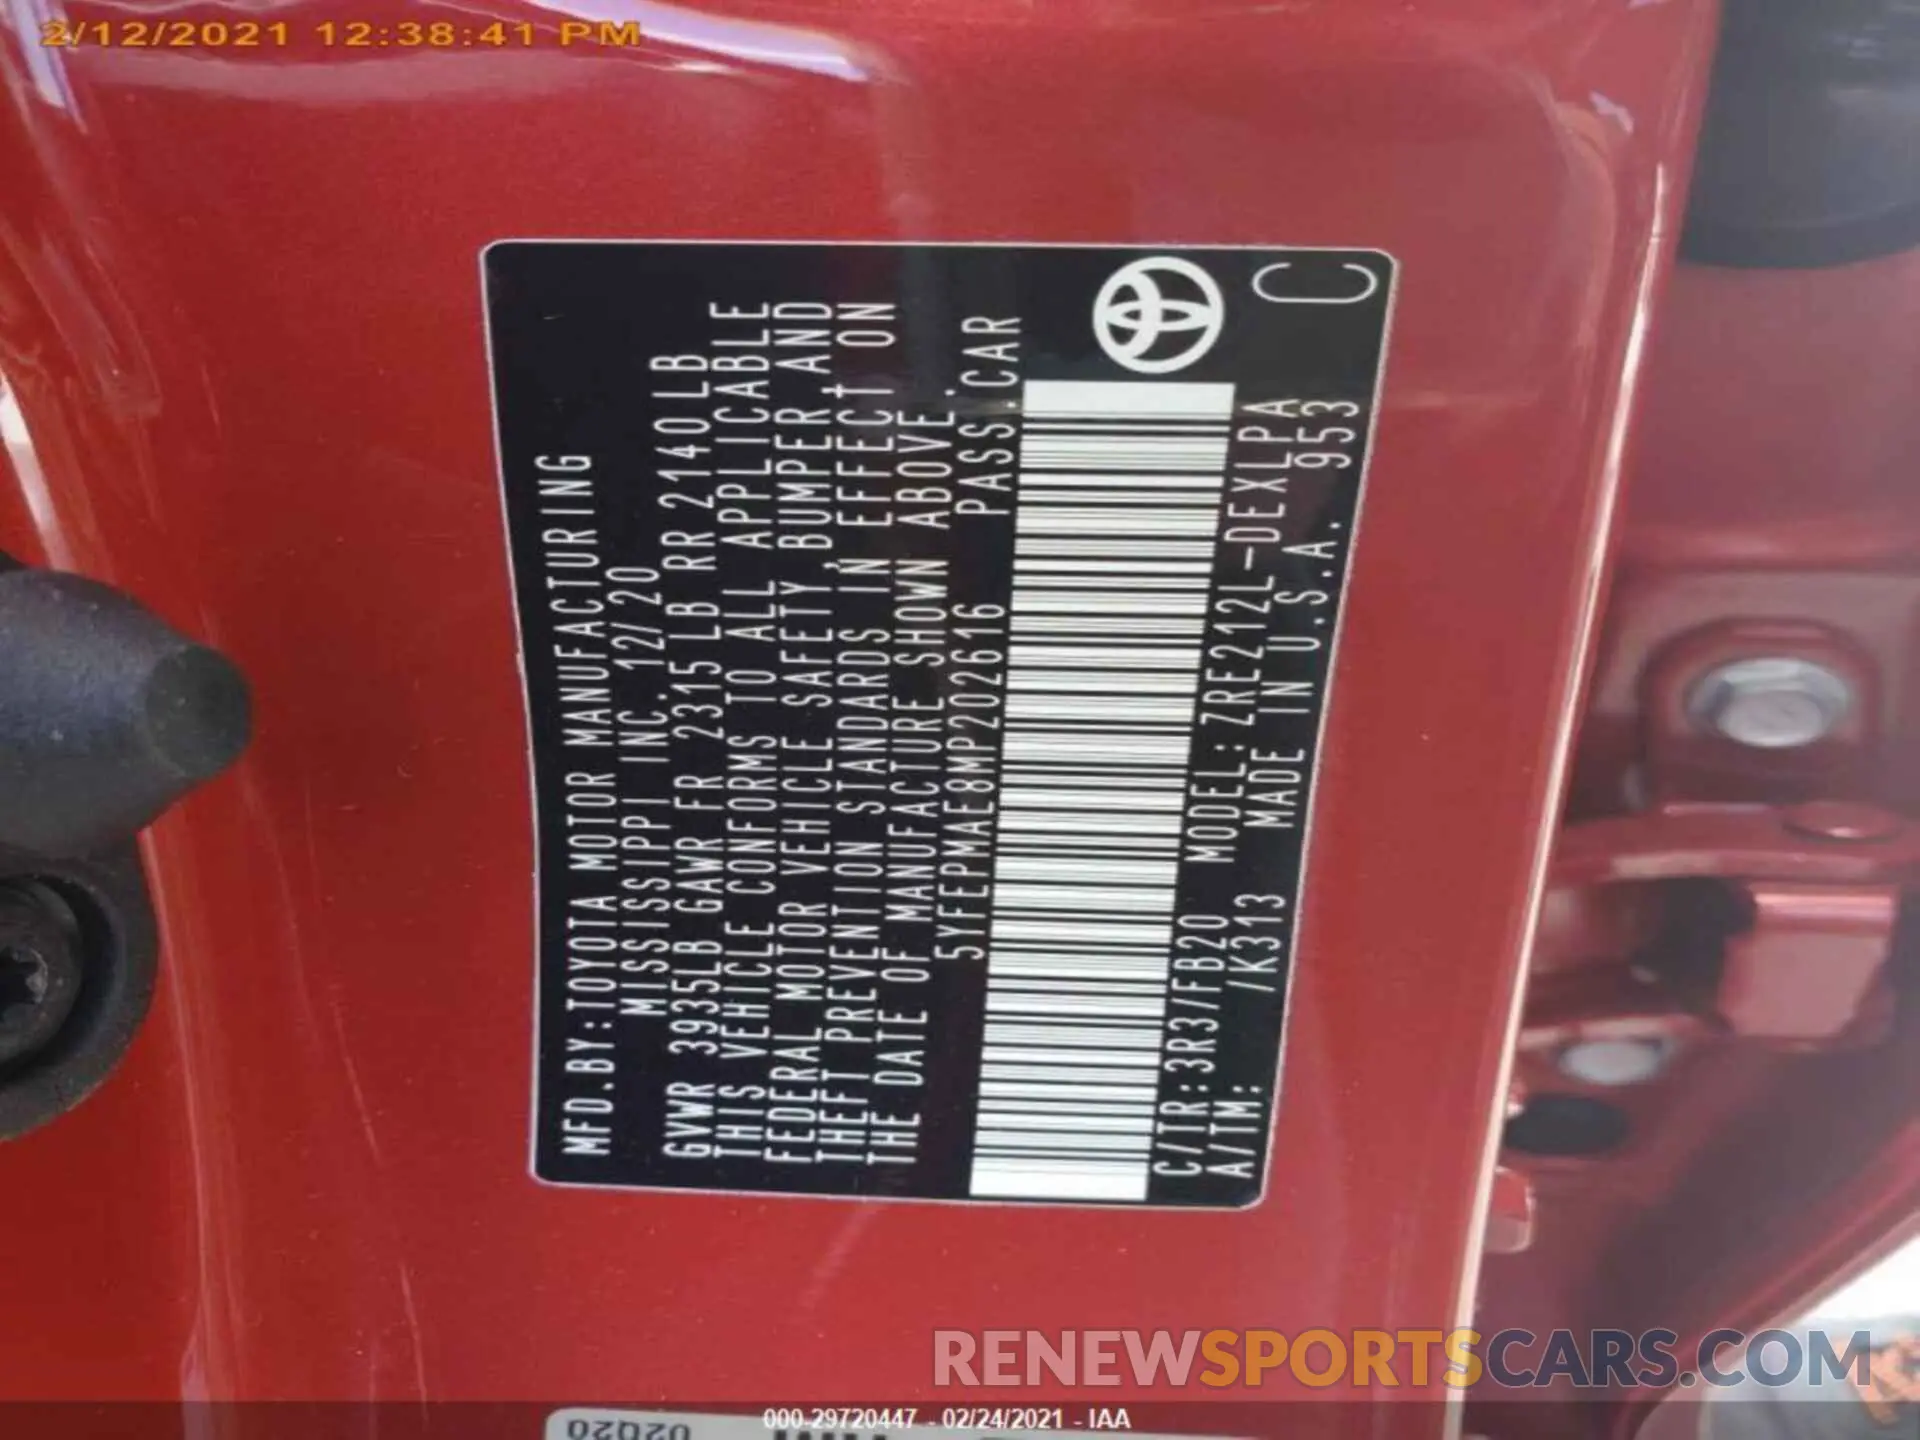 2/12/2021 12:38:41 PM
MFD.BY:TOYOTA MOTOR MANUFACTURING
MISSISSIPPI INC. 12/20
GVWR 3935LB GAWR FR 2315LB RR 2140LB
THIS VEHICLE CONFORMS TO ALL APPLICABLE
FEDERAL MOTOR VEHICLE SAFETY, BUMPER, AND
THEFT PREVENTION STANDARDS IN EFFECT ON
THE DATE OF MANUFACTURE SHOWN ABOVE.
5YFEPMAE8MP202616 PASS.CAR
C/TR:3R3/FB20 MODEL:ZRE212L-DEXLPA
A/TM: /K313 MADE IN U.S.A. 953
C
RENEWSPORTSCARS.COM
000-29720447 - 02/24/2021 - IAA
02Q20